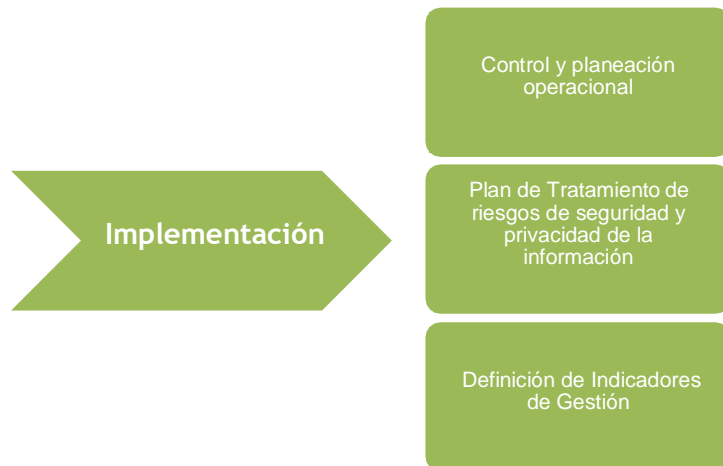 Implementación
Control y planeación
operacional
Plan de Tratamiento de
riesgos de seguridad y
privacidad de la
información
Definición de Indicadores
de Gestión